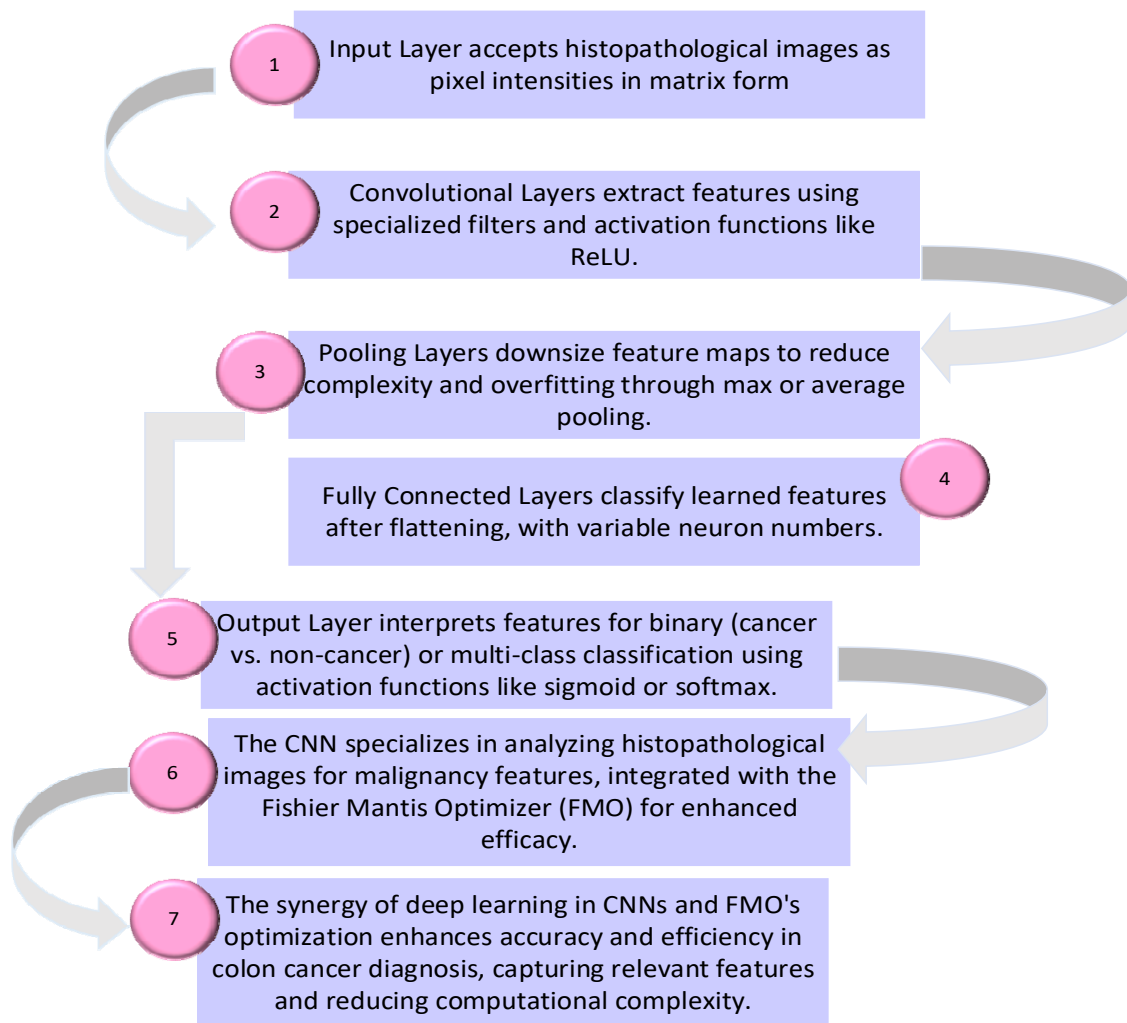 1
Input Layer accepts histopathological images as
pixel intensities in matrix form
2
Convolutional Layers extract features using
specialized filters and activation functions like
ReLU.
3
Pooling Layers downsize feature maps to reduce
complexity and overfitting through max or average
pooling.
4
Fully Connected Layers classify learned features
after flattening, with variable neuron numbers.
5
Output Layer interprets features for binary (cancer
vs. non-cancer) or multi-class classification using
activation functions like sigmoid or softmax.
6
The CNN specializes in analyzing histopathological
images for malignancy features, integrated with the
Fishier Mantis Optimizer (FMO) for enhanced
efficacy.
7
The synergy of deep learning in CNNs and FMO's
optimization enhances accuracy and efficiency in
colon cancer diagnosis, capturing relevant features
and reducing computational complexity.